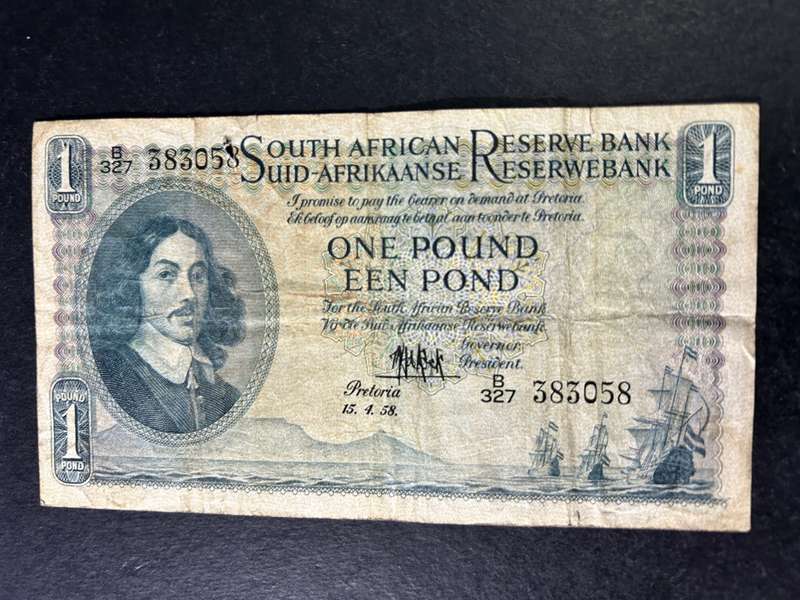 1
POUND
B/327 383058
SOUTH AFRICAN RESERVE BANK
SUID-AFRIKAANSE RESERWEBANK
1
POND
I promise to pay the bearer on demand at Pretoria.
Ek beloof op aanvraag te betaal aan toonder te Pretoria.
ONE POUND
EEN POND
For the South African Reserve Bank
Vir die Suid-Afrikaanse Reserwebank.
Governor.
President.
Pretoria
15. 4. 58.
B/327 383058
POUND
1
POND